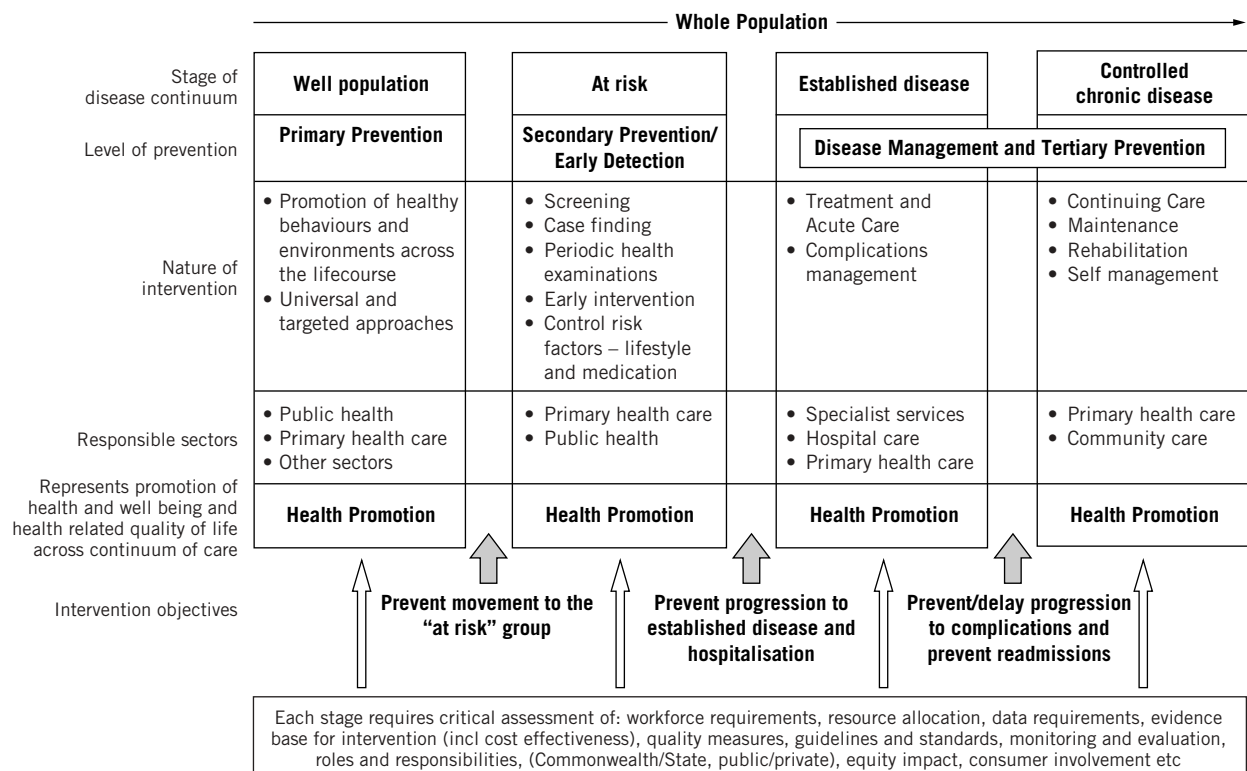 Whole Population
Stage of
disease continuum
Well population
At risk
Established disease
Controlled
chronic disease
Level of prevention
Primary Prevention
Secondary Prevention/
Early Detection
Disease Management and Tertiary Prevention
Nature of
intervention
• Promotion of healthy
behaviours and
environments across
the lifecourse
• Universal and
targeted approaches
• Screening
• Case finding
• Periodic health
examinations
• Early intervention
• Control risk
factors – lifestyle
and medication
• Treatment and
Acute Care
• Complications
management
• Continuing Care
• Maintenance
• Rehabilitation
• Self management
Responsible sectors
• Public health
• Primary health care
• Other sectors
• Primary health care
• Public health
• Specialist services
• Hospital care
• Primary health care
• Primary health care
• Community care
Represents promotion of
health and well being and
health related quality of life
across continuum of care
Health Promotion
Health Promotion
Health Promotion
Health Promotion
Intervention objectives
Prevent movement to the
“at risk” group
Prevent progression to
established disease and
hospitalisation
Prevent/delay progression
to complications and
prevent readmissions
Each stage requires critical assessment of: workforce requirements, resource allocation, data requirements, evidence
base for intervention (incl cost effectiveness), quality measures, guidelines and standards, monitoring and evaluation,
roles and responsibilities, (Commonwealth/State, public/private), equity impact, consumer involvement etc